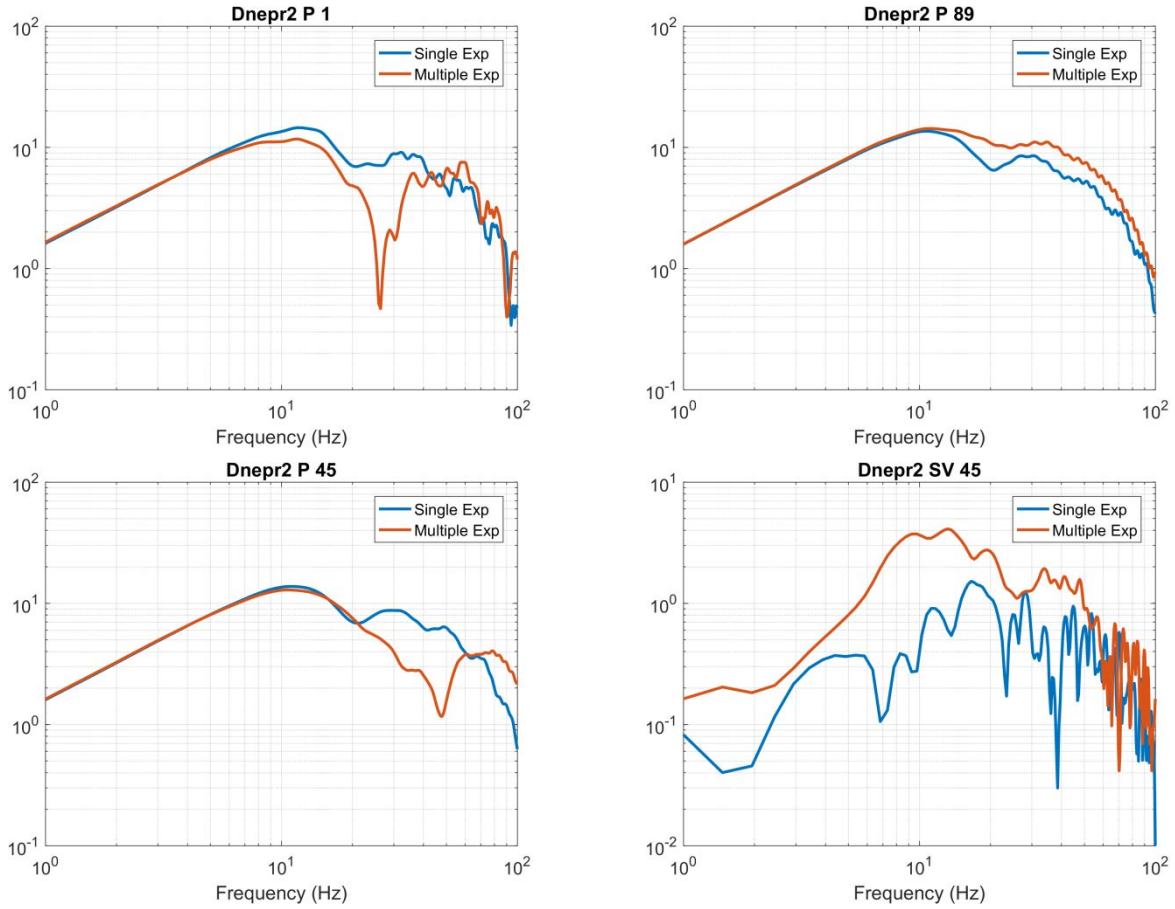 Dnepr2 P 1
10^2
10^1
10^0
10^-1
Single Exp
Multiple Exp
10^0
10^1
10^2
Frequency (Hz)
Dnepr2 P 89
10^2
10^1
10^0
10^-1
Single Exp
Multiple Exp
10^0
10^1
10^2
Frequency (Hz)
Dnepr2 P 45
10^2
10^1
10^0
10^-1
Single Exp
Multiple Exp
10^0
10^1
10^2
Frequency (Hz)
Dnepr2 SV 45
10^1
10^0
10^-1
10^-2
Single Exp
Multiple Exp
10^0
10^1
10^2
Frequency (Hz)